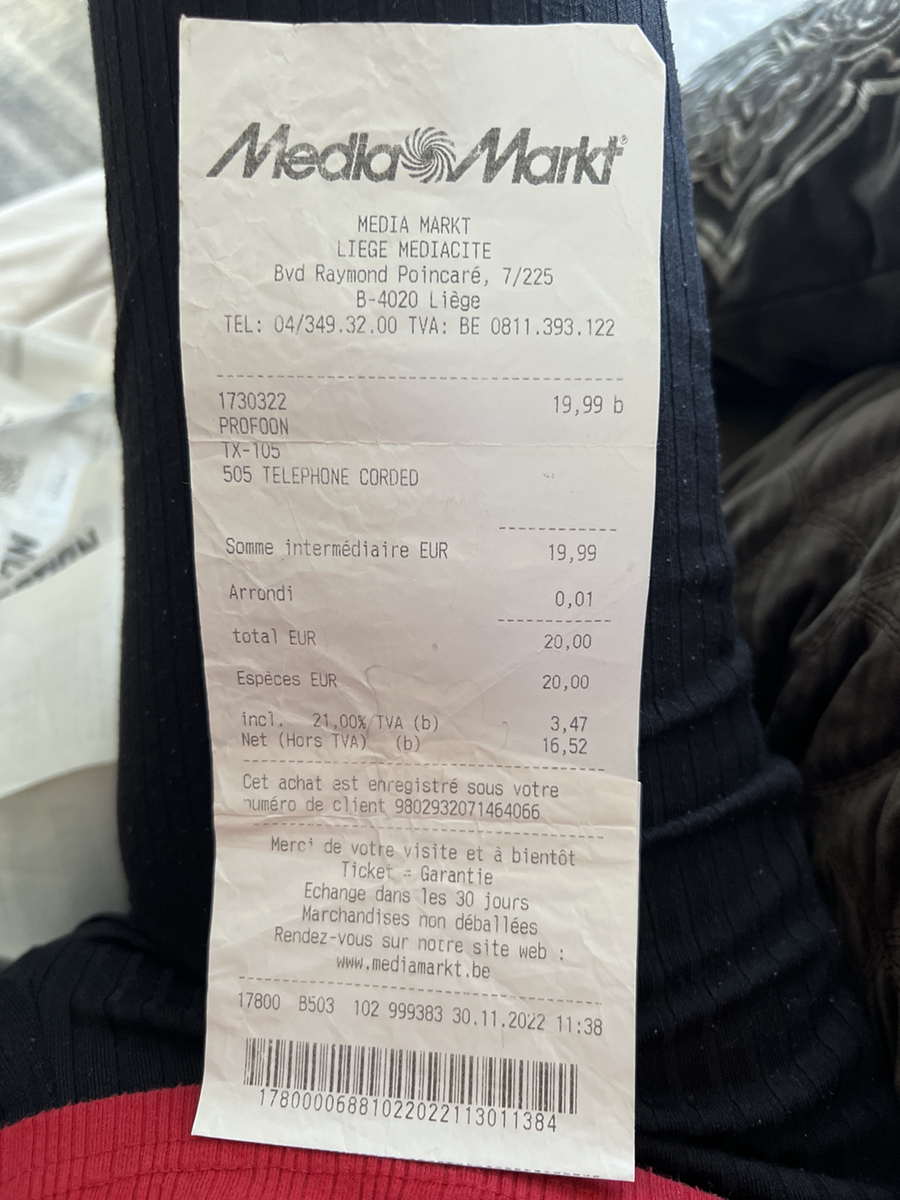 Media Markt®
MEDIA MARKT
LIEGE MEDIACITE
Bvd Raymond Poincaré, 7/225
B-4020 Liège
TEL: 04/349.32.00 TVA: BE 0811.393.122
1730322 19,99 b
PROFOON
TX-105
505 TELEPHONE CORDED
Somme intermédiaire EUR 19,99
Arrondi 0,01
total EUR 20,00
Espèces EUR 20,00
incl. 21,00% TVA (b) 3,47
Net (Hors TVA) (b) 16,52
Cet achat est enregistré sous votre
numéro de client 9802932071464066
Merci de votre visite et à bientôt
Ticket = Garantie
Echange dans les 30 jours
Marchandises non déballées
Rendez-vous sur notre site web :
www.mediamarkt.be
17800 B503 102 999383 30.11.2022 11:38
1780000688102202211301​1384